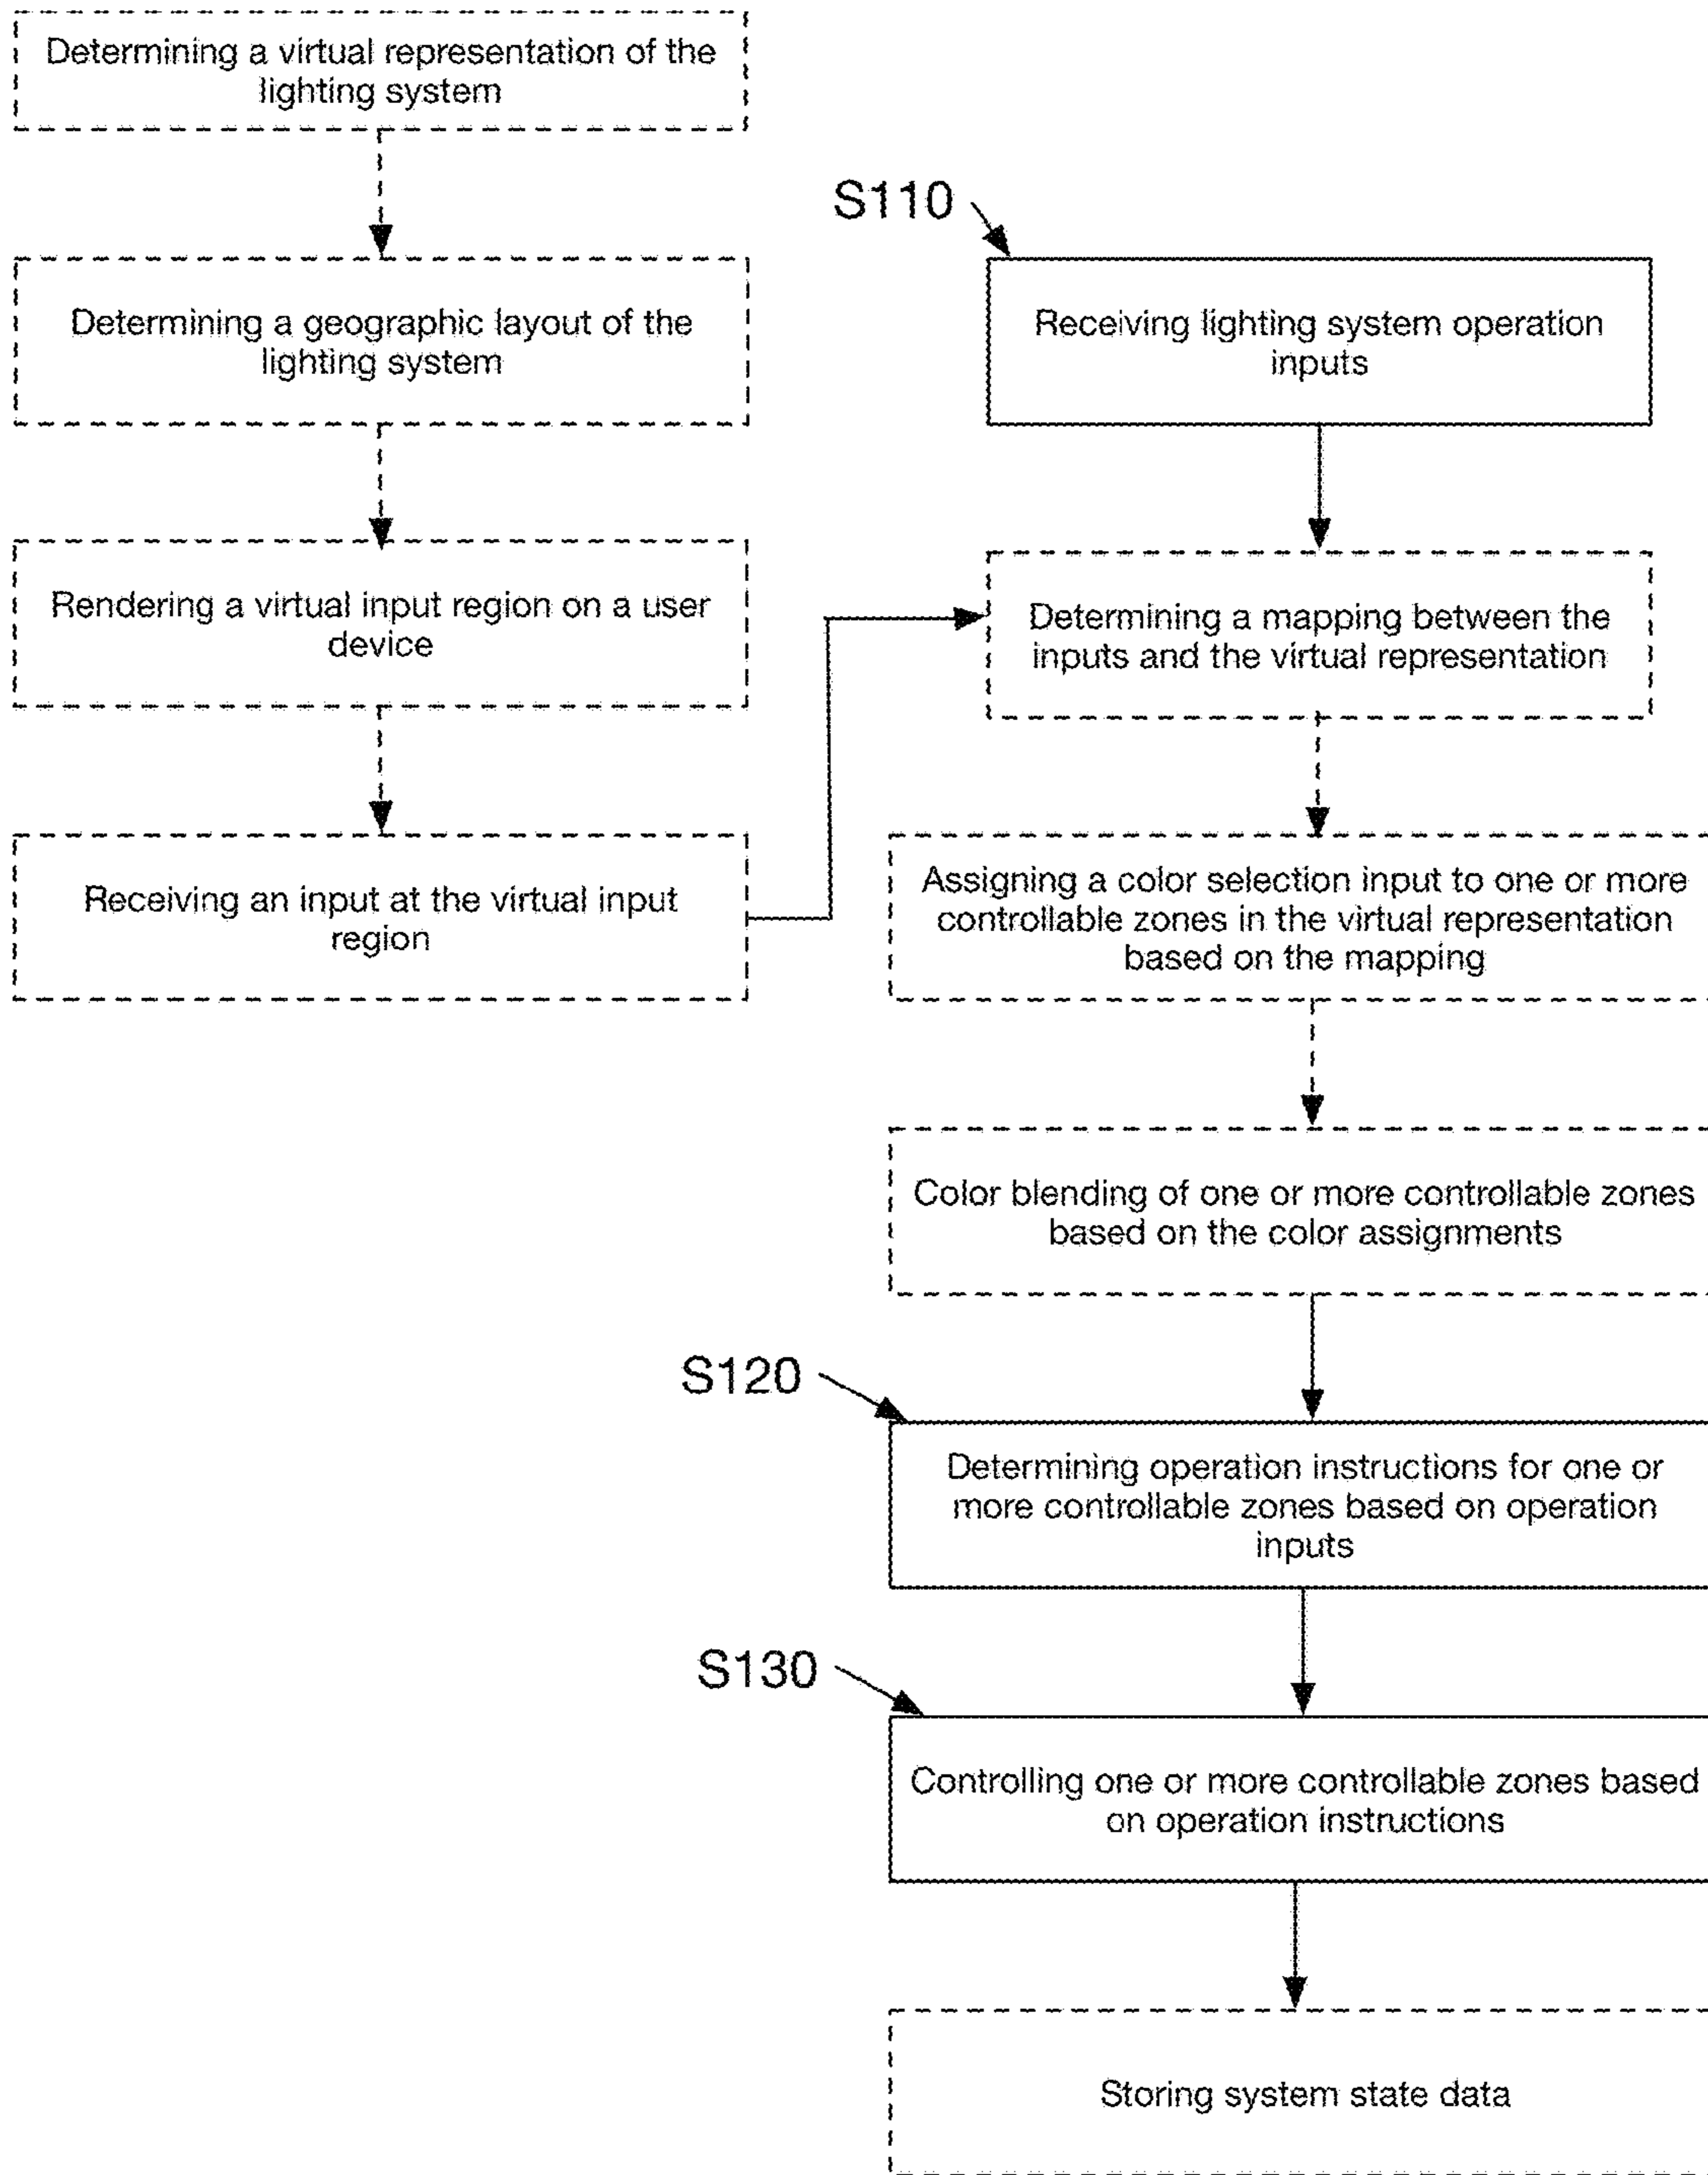 Determining a virtual representation of the
lighting system
Determining a geographic layout of the
lighting system
Rendering a virtual input region on a user
device
Receiving an input at the virtual input
region
S110
Receiving lighting system operation
inputs
Determining a mapping between the
inputs and the virtual representation
Assigning a color selection input to one or more
controllable zones in the virtual representation
based on the mapping
Color blending of one or more controllable zones
based on the color assignments
S120
Determining operation instructions for one or
more controllable zones based on operation
inputs
S130
Controlling one or more controllable zones based
on operation instructions
Storing system state data